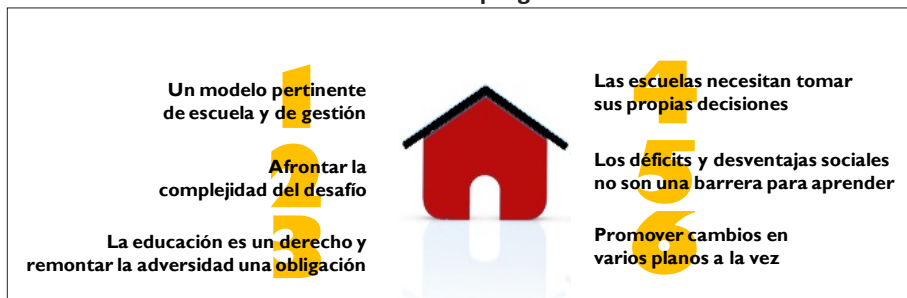 1
Un modelo pertinente
de escuela y de gestión
2
Afrontar la
complejidad del desafío
3
La educación es un derecho y
remontar la adversidad una obligación
4
Las escuelas necesitan tomar
sus propias decisiones
5
Los déficits y desventajas sociales
no son una barrera para aprender
6
Promover cambios en
varios planos a la vez